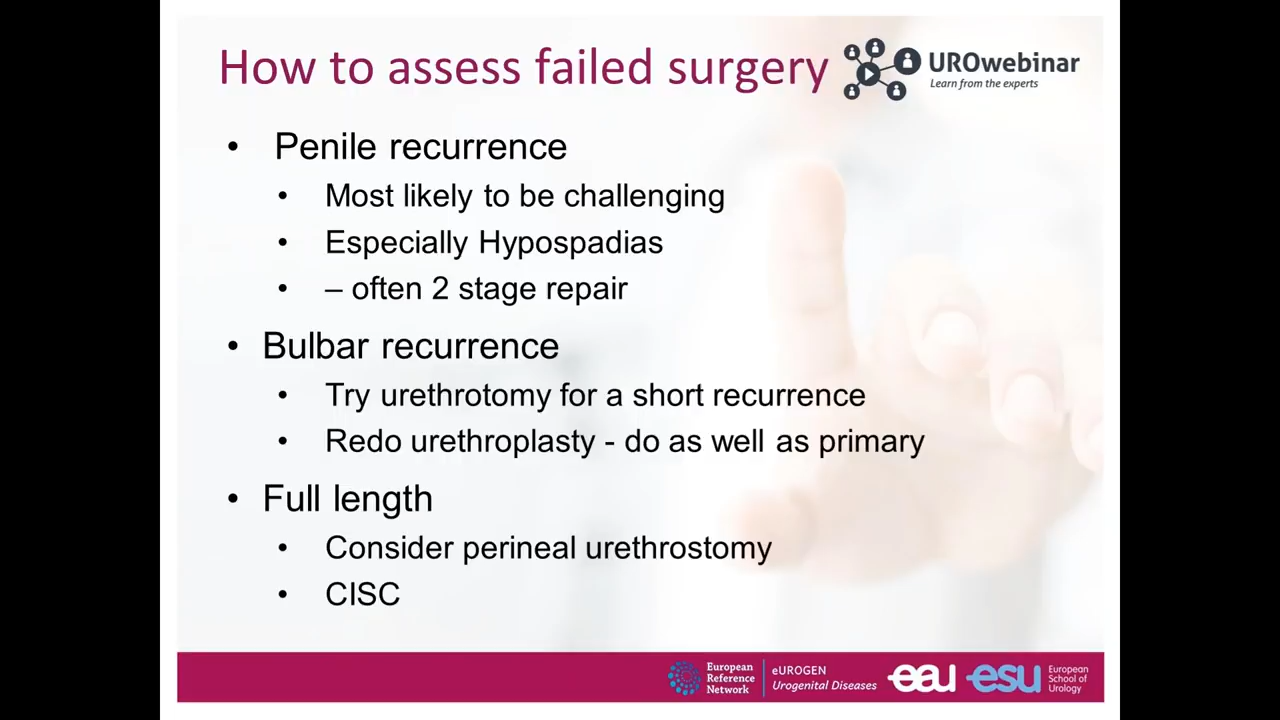 How to assess failed surgery
UROwebinar
Learn from the experts
• Penile recurrence
• Most likely to be challenging
• Especially Hypospadias
• – often 2 stage repair
• Bulbar recurrence
• Try urethrotomy for a short recurrence
• Redo urethroplasty - do as well as primary
• Full length
• Consider perineal urethrostomy
• CISC
European
Reference
Network
eUROGEN
Urogenital Diseases
eau
esu
European
School of
Urology